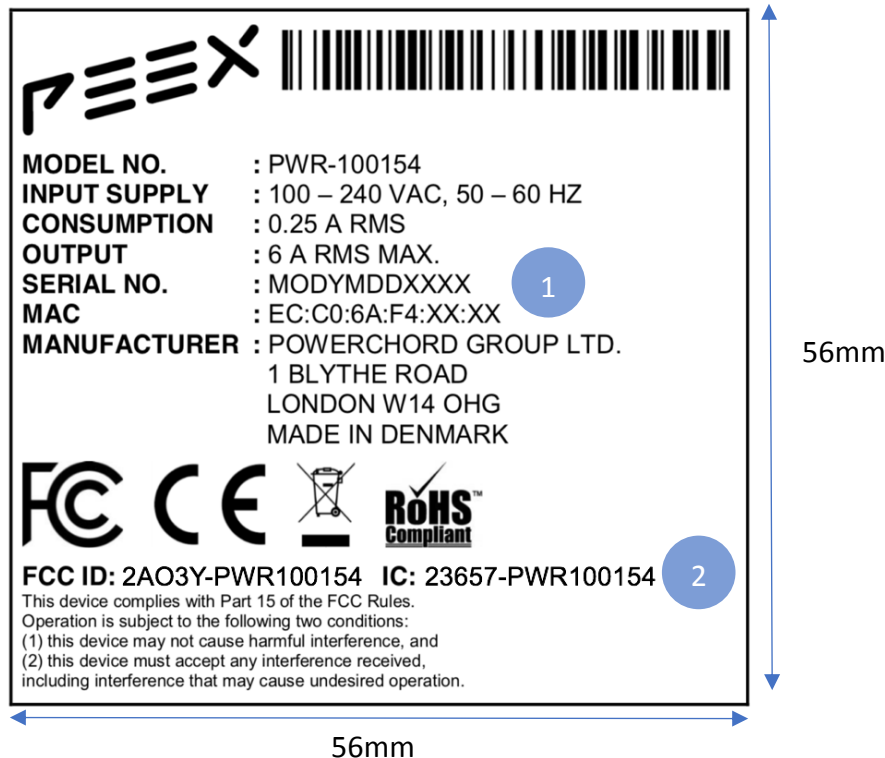 PEEX
MODEL NO. : PWR-100154
INPUT SUPPLY : 100 – 240 VAC, 50 – 60 HZ
CONSUMPTION : 0.25 A RMS
OUTPUT : 6 A RMS MAX.
SERIAL NO. : MODYMDDXXXX
1
MAC : EC:C0:6A:F4:XX:XX
MANUFACTURER : POWERCHORD GROUP LTD.
1 BLYTHE ROAD
LONDON W14 OHG
MADE IN DENMARK
56mm
FC CE RoHS™
Compliant
FCC ID: 2AO3Y-PWR100154 IC: 23657-PWR100154
2
This device complies with Part 15 of the FCC Rules.
Operation is subject to the following two conditions:
(1) this device may not cause harmful interference, and
(2) this device must accept any interference received,
including interference that may cause undesired operation.
56mm